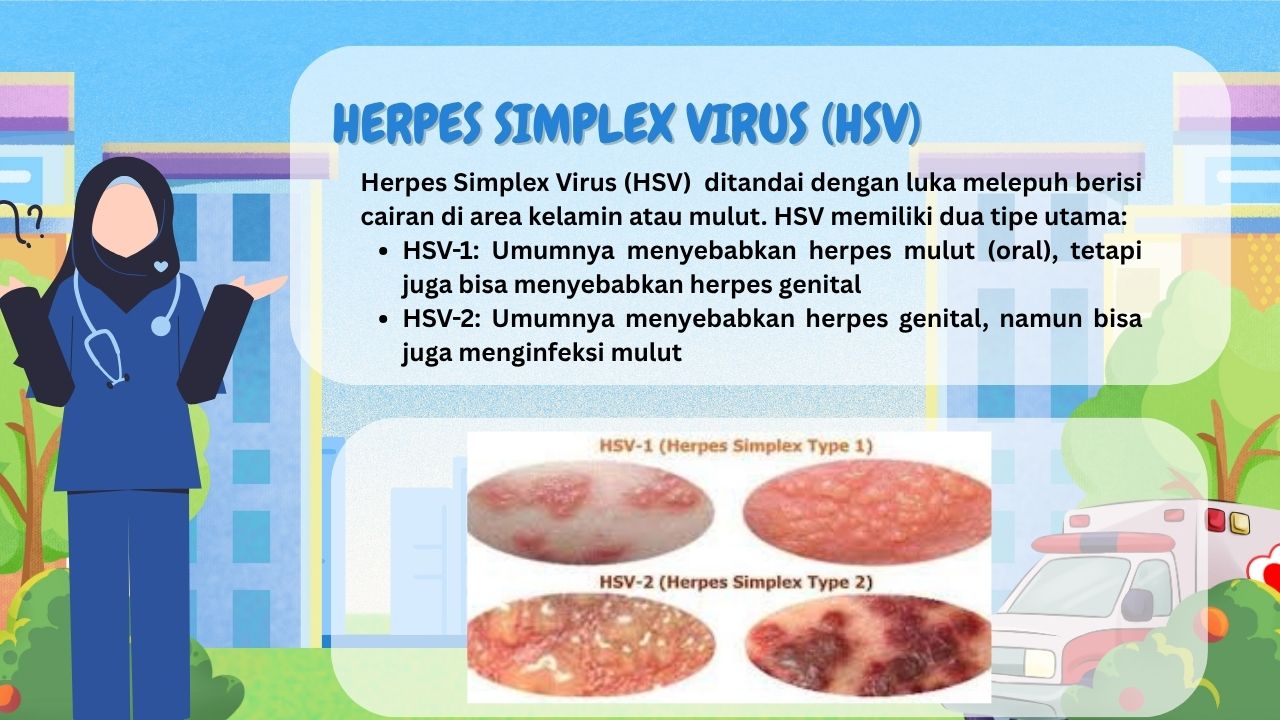 HERPES SIMPLEX VIRUS (HSV)
Herpes Simplex Virus (HSV) ditandai dengan luka melepuh berisi
cairan di area kelamin atau mulut. HSV memiliki dua tipe utama:
• HSV-1: Umumnya menyebabkan herpes mulut (oral), tetapi
juga bisa menyebabkan herpes genital
• HSV-2: Umumnya menyebabkan herpes genital, namun bisa
juga menginfeksi mulut
HSV-1 (Herpes Simplex Type 1)
HSV-2 (Herpes Simplex Type 2)